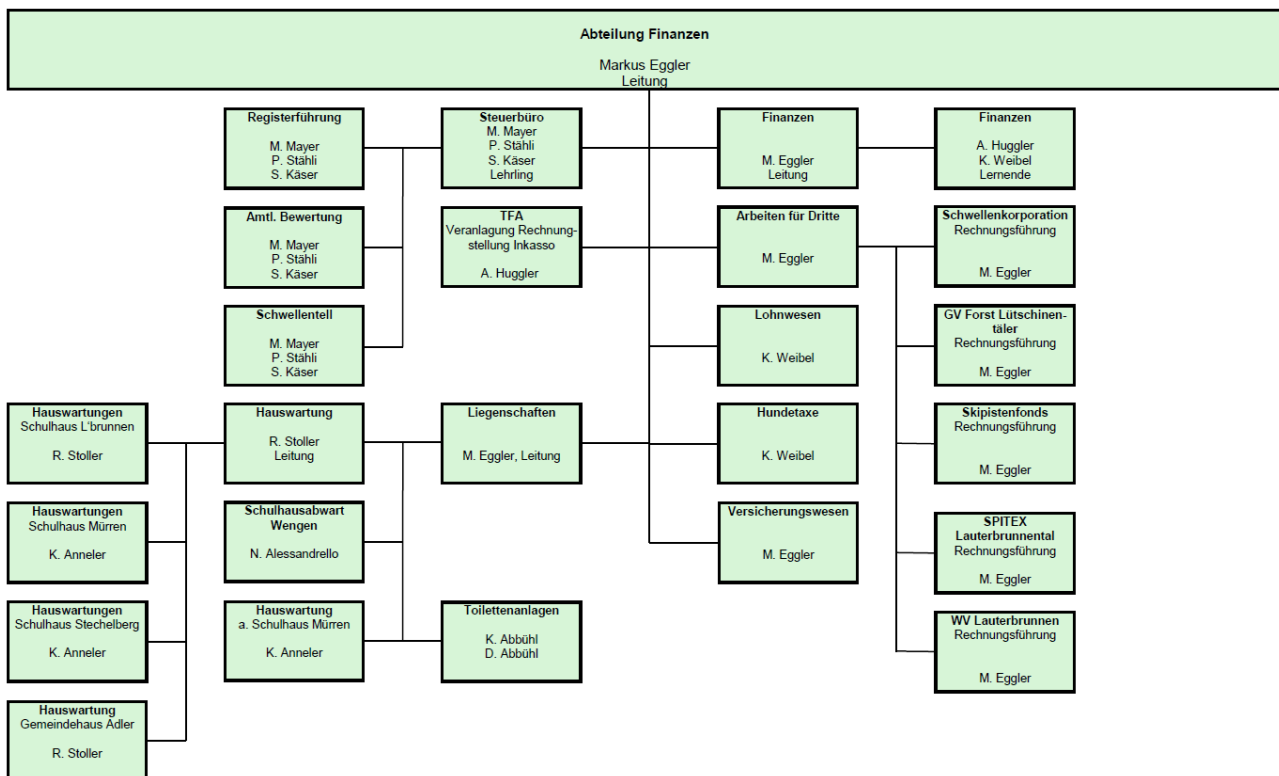 Abteilung Finanzen
Markus Eggler
Leitung
Registerführung
M. Mayer
P. Stähli
S. Käser
Steuerbüro
M. Mayer
P. Stähli
S. Käser
Lehrling
Finanzen
M. Eggler
Leitung
Finanzen
A. Huggler
K. Weibel
Lernende
Amtl. Bewertung
M. Mayer
P. Stähli
S. Käser
TFA
Veranlagung Rechnung-
stellung Inkasso
A. Huggler
Arbeiten für Dritte
M. Eggler
Schwellenkorporation
Rechnungsführung
M. Eggler
Schwellentell
M. Mayer
P. Stähli
S. Käser
Lohnwesen
K. Weibel
GV Forst Lütschinen-
täler
Rechnungsführung
M. Eggler
Hauswartungen
Schulhaus L'brunnen
R. Stoller
Hauswartung
R. Stoller
Leitung
Liegenschaften
M. Eggler, Leitung
Hundetaxe
K. Weibel
Skipistenfonds
Rechnungsführung
M. Eggler
Hauswartungen
Schulhaus Mürren
K. Anneler
Schulhausabwart
Wengen
N. Alessandrello
Versicherungswesen
M. Eggler
SPITEX
Lauterbrunnental
Rechnungsführung
M. Eggler
Hauswartungen
Schulhaus Stechelberg
K. Anneler
Hauswartung
a. Schulhaus Mürren
K. Anneler
Toilettenanlagen
K. Abbühl
D. Abbühl
WV Lauterbrunnen
Rechnungsführung
M. Eggler
Hauswartung
Gemeindehaus Adler
R. Stoller